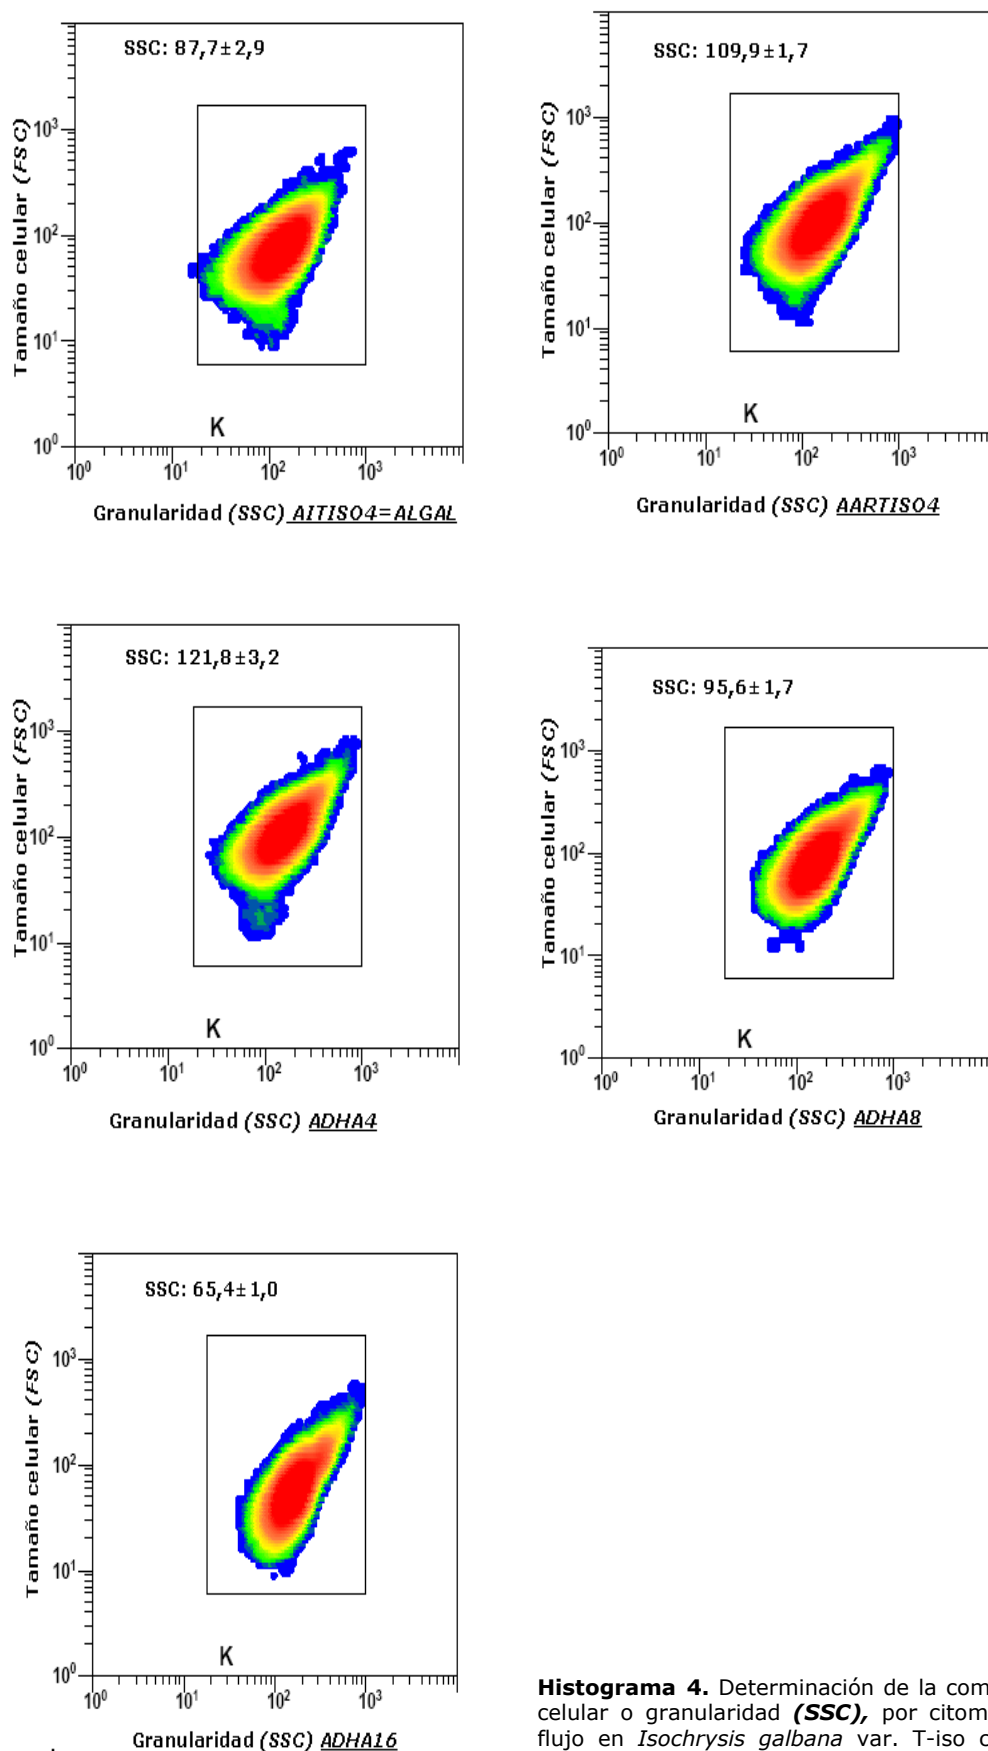 SSC: 87,7±2,9
Tamaño celular (FSC)
10³
10²
10¹
10⁰
K
10⁰ 10¹ 10² 10³
Granularidad (SSC) AITISO4=ALGAL
SSC: 109,9±1,7
Tamaño celular (FSC)
10³
10²
10¹
10⁰
K
10⁰ 10¹ 10² 10³
Granularidad (SSC) AARTISO4
SSC: 121,8±3,2
Tamaño celular (FSC)
10³
10²
10¹
10⁰
K
10⁰ 10¹ 10² 10³
Granularidad (SSC) ADHA4
SSC: 95,6±1,7
Tamaño celular (FSC)
10³
10²
10¹
10⁰
K
10⁰ 10¹ 10² 10³
Granularidad (SSC) ADHA8
SSC: 65,4±1,0
Tamaño celular (FSC)
10³
10²
10¹
10⁰
K
10⁰ 10¹ 10² 10³
Granularidad (SSC) ADHA16
Histograma 4. Determinación de la com
celular o granularidad (SSC), por citom
flujo en Isochrysis galbana var. T-iso c